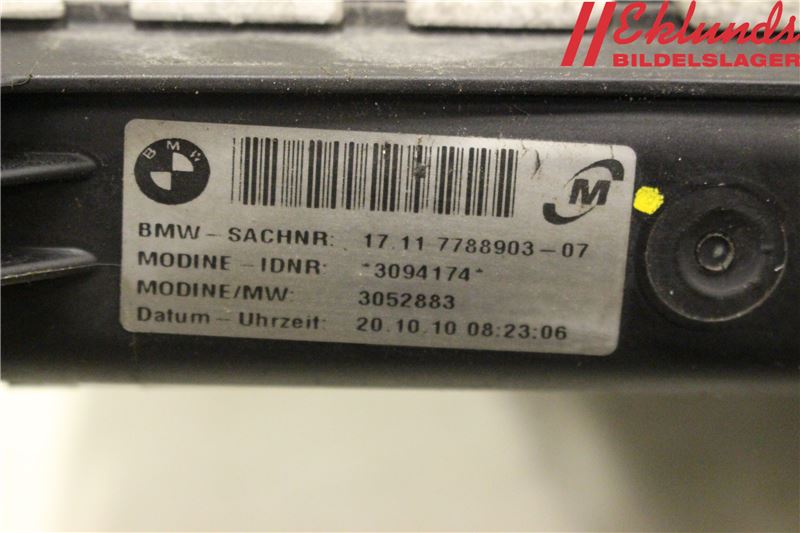 Eklunds
BILDELSLAGER
BMW
M
BMW - SACHNR: 17.11 7788903-07
MODINE - IDNR: *3094174*
MODINE/MW: 3052883
Datum - Uhrzeit: 20.10.10 08:23:06